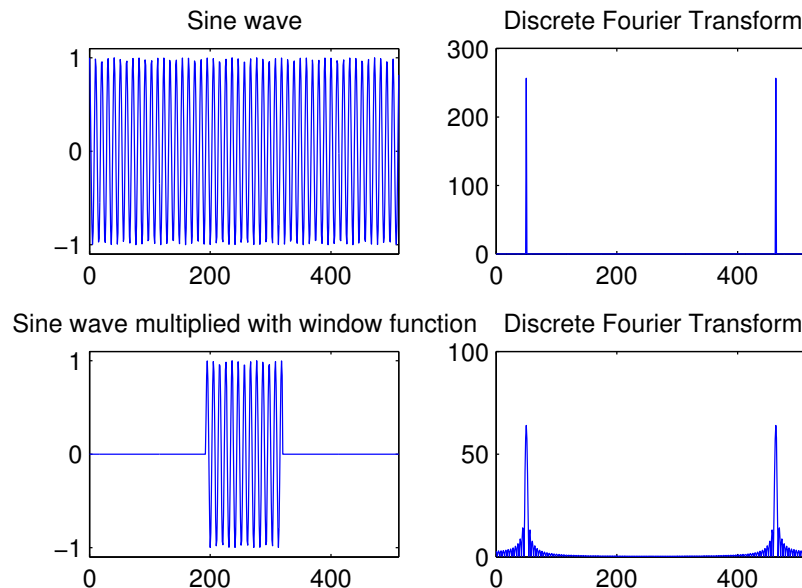 Sine wave
Discrete Fourier Transform
1
0
−1
0 200 400
300
200
100
0
0 200 400
Sine wave multiplied with window function
Discrete Fourier Transform
1
0
−1
0 200 400
100
50
0
0 200 400